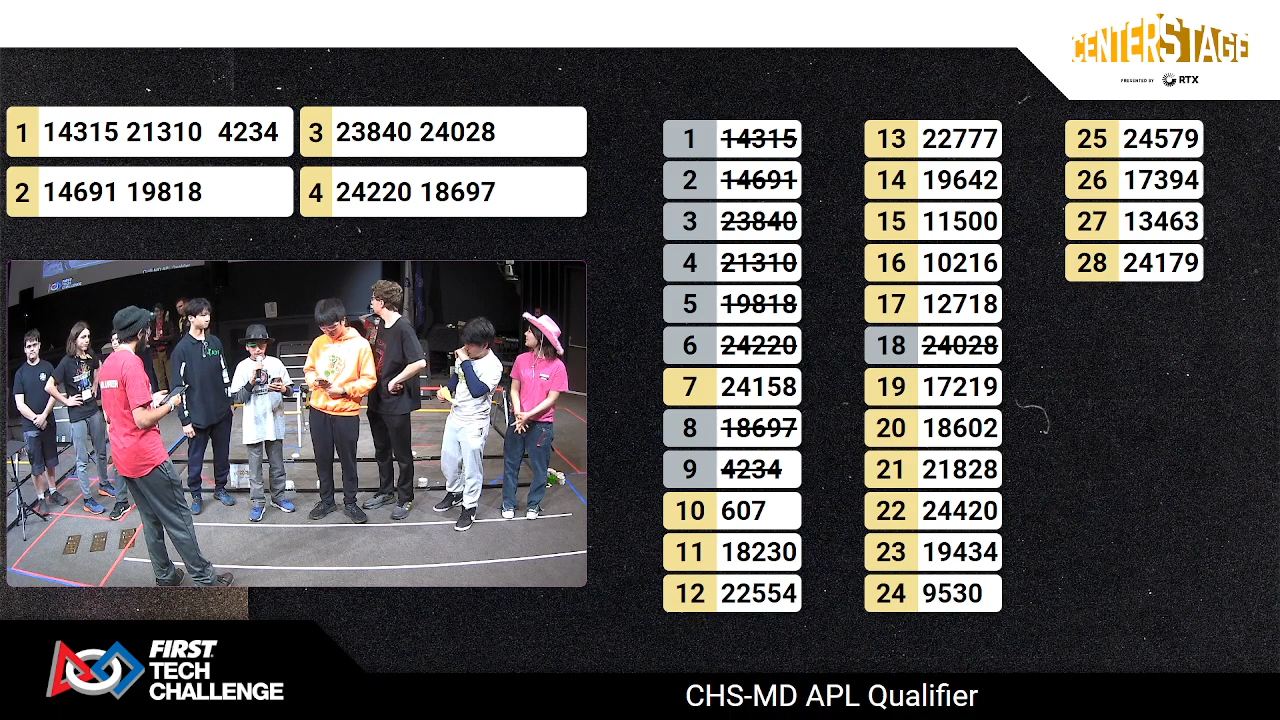 CENTERSTAGE
PRESENTED BY RTX
1 14315 21310 4234
2 14691 19818
3 23840 24028
4 24220 18697
1 14315
2 14691
3 23840
4 21310
5 19818
6 24220
7 24158
8 18697
9 4234
10 607
11 18230
12 22554
13 22777
14 19642
15 11500
16 10216
17 12718
18 24028
19 17219
20 18602
21 21828
22 24420
23 19434
24 9530
25 24579
26 17394
27 13463
28 24179
CHS-MD APL Qualifier
FIRST
TECH
CHALLENGE
CHS-MD APL Qualifier